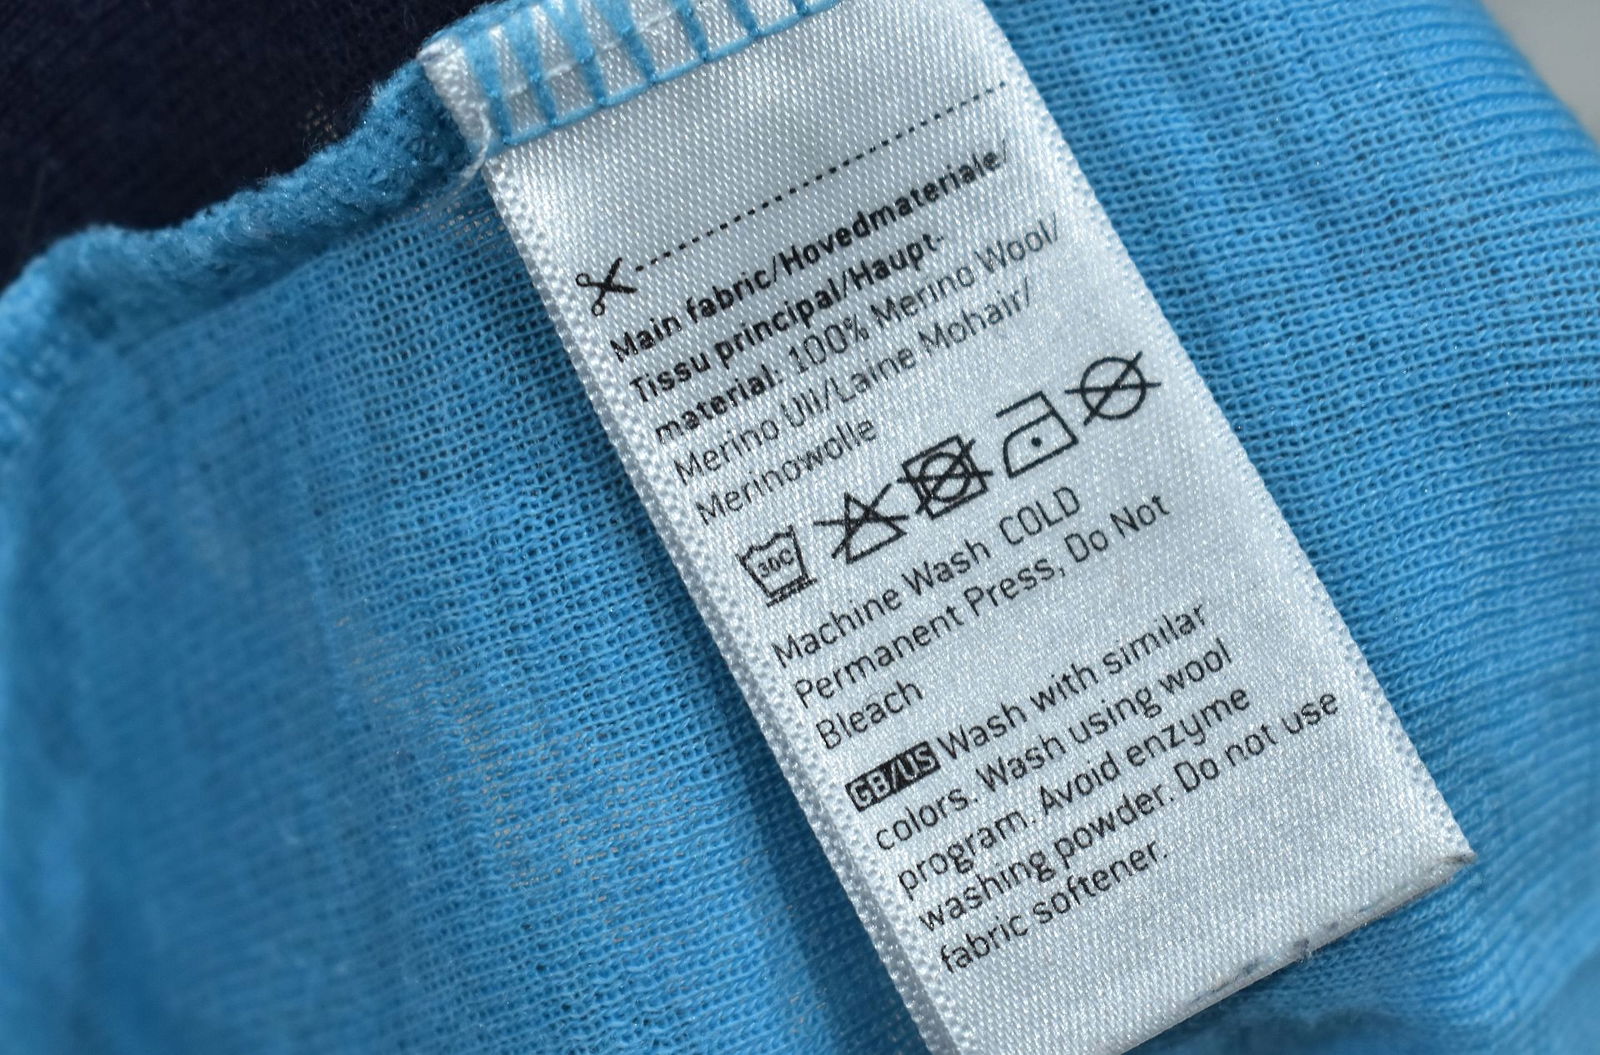 Main fabric/Hovedmateriale/
Tissu principal/Haupt-
material: 100% Merino Wool/
Merino Uli/Laine Mohair/
Merinowolle
30C
Machine Wash COLD
Permanent Press, Do Not
Bleach
GB/US Wash with similar
colors. Wash using wool
program. Avoid enzyme
washing powder. Do not use
fabric softener.